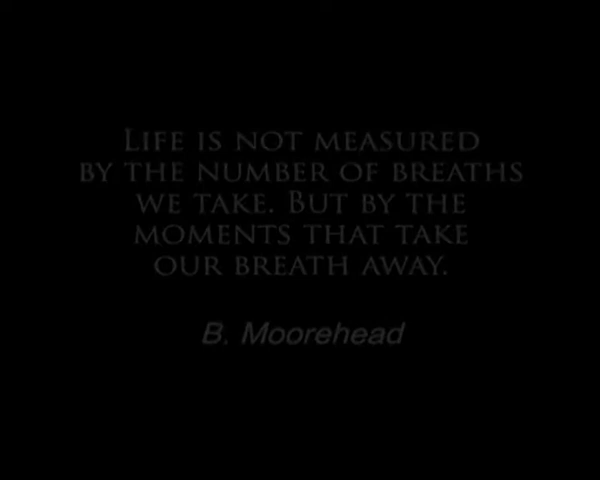 LIFE IS NOT MEASURED
BY THE NUMBER OF BREATHS
WE TAKE. BUT BY THE
MOMENTS THAT TAKE
OUR BREATH AWAY.
B. Moorehead